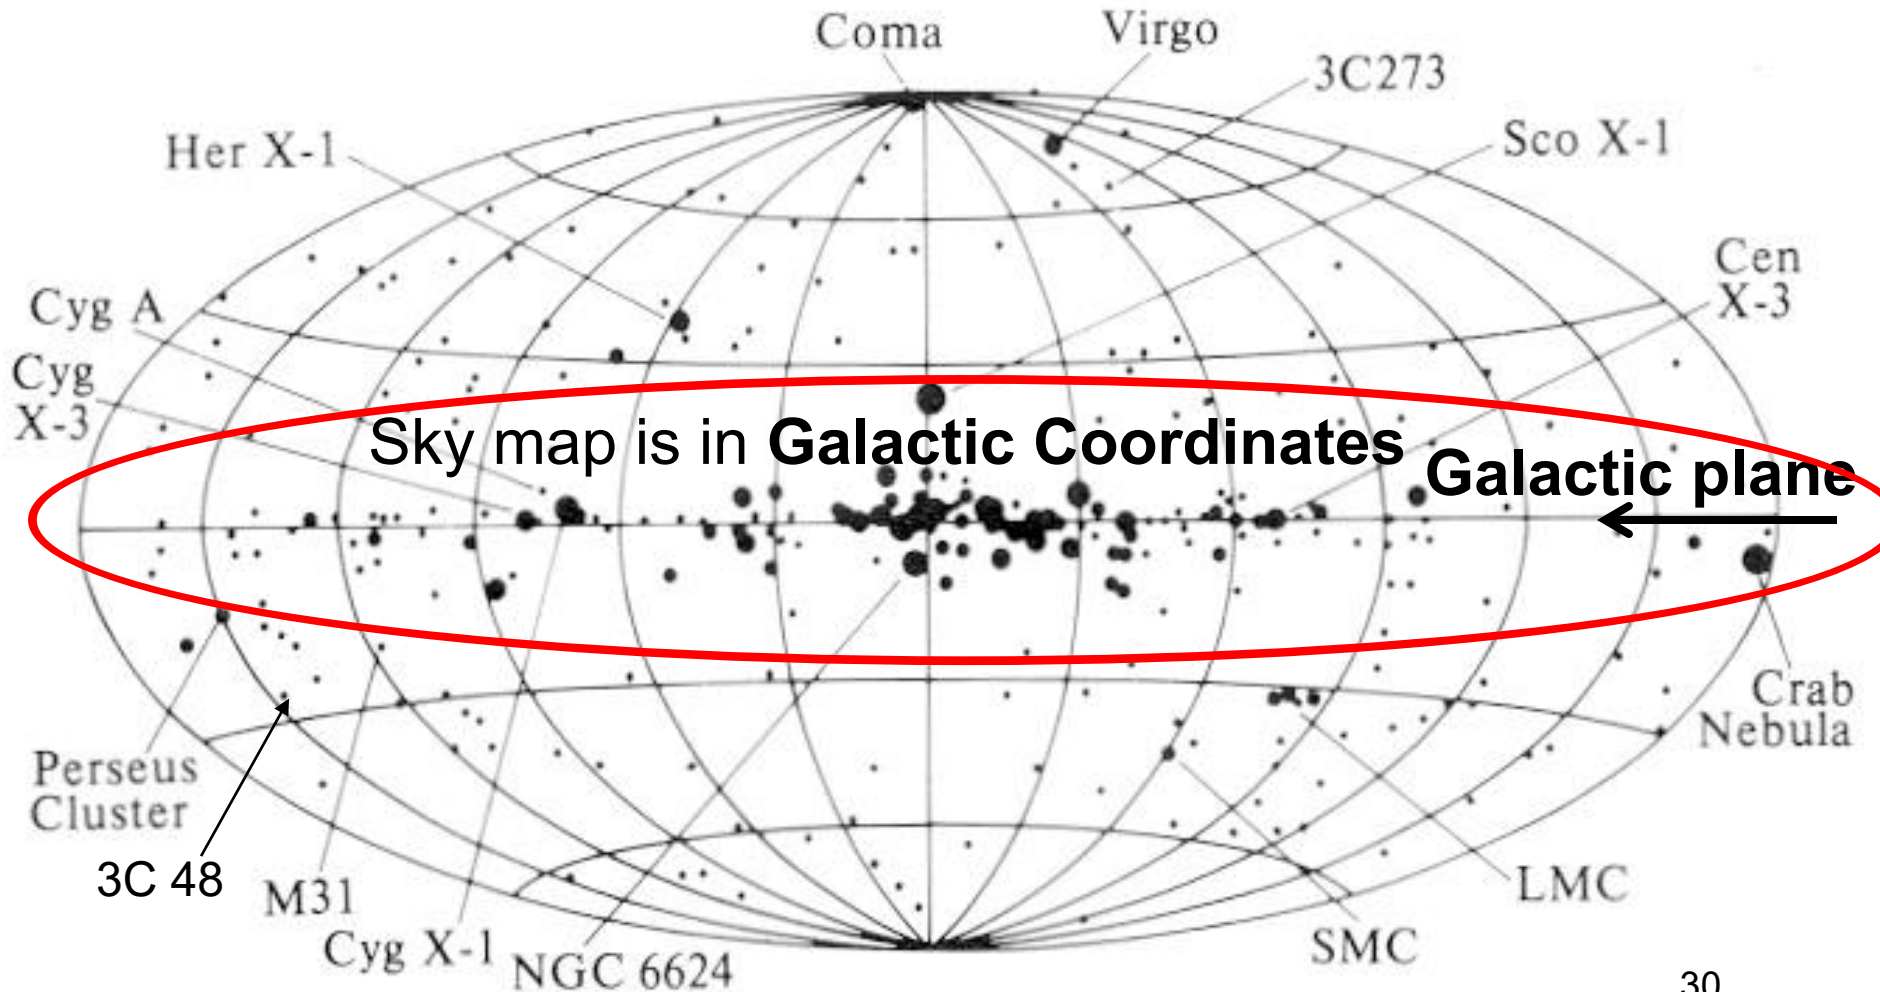 Coma
Virgo
3C273
Her X-1
Sco X-1
Cen
X-3
Cyg A
Cyg
X-3
Sky map is in Galactic Coordinates
Galactic plane
Crab
Nebula
Perseus
Cluster
3C 48
M31
Cyg X-1
NGC 6624
LMC
SMC
30